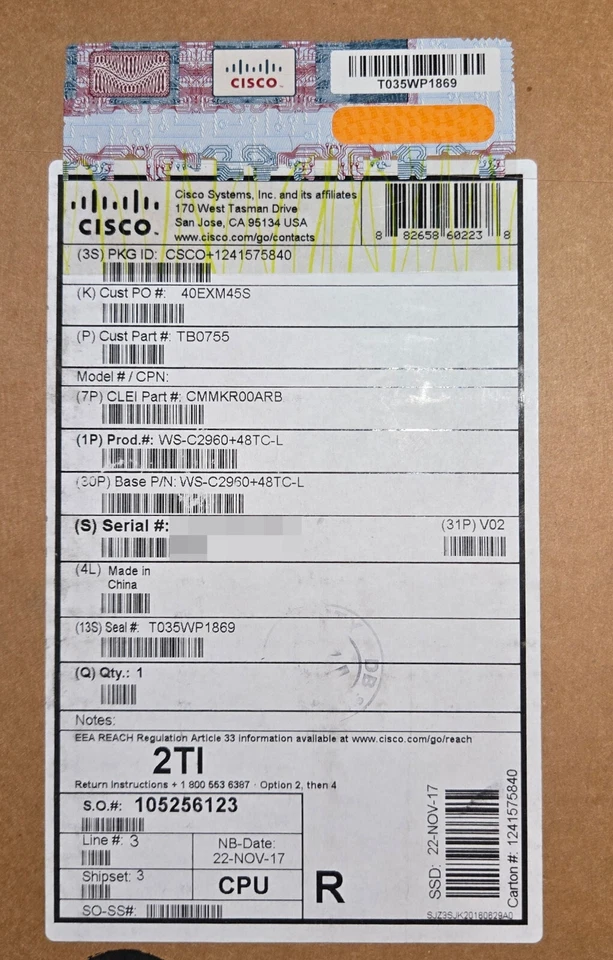 CISCO
T035WP1869
CISCO
Cisco Systems, Inc. and its affiliates
170 West Tasman Drive
San Jose, CA 95134 USA
www.cisco.com/go/contacts
8 82658 60223 8
(3S) PKG ID: CSCO+1241575840
(K) Cust PO #: 40EXM45S
(P) Cust Part #: TB0755
Model # / CPN:
(7P) CLEI Part #: CMMKR00ARB
(1P) Prod.#: WS-C2960+48TC-L
(30P) Base P/N: WS-C2960+48TC-L
(S) Serial #:
(31P) V02
(4L) Made in
China
(13S) Seal #: T035WP1869
(Q) Qty.: 1
Notes:
EEA REACH Regulation Article 33 information available at www.cisco.com/go/reach
2TI
Return Instructions + 1 800 553 6387 · Option 2, then 4
S.O.#: 105256123
Line #: 3
NB-Date:
22-NOV-17
Shipset: 3
CPU
SO-SS#:
R
SSD: 22-NOV-17
Carton #: 1241575840
SJZ3SJK20160629A0